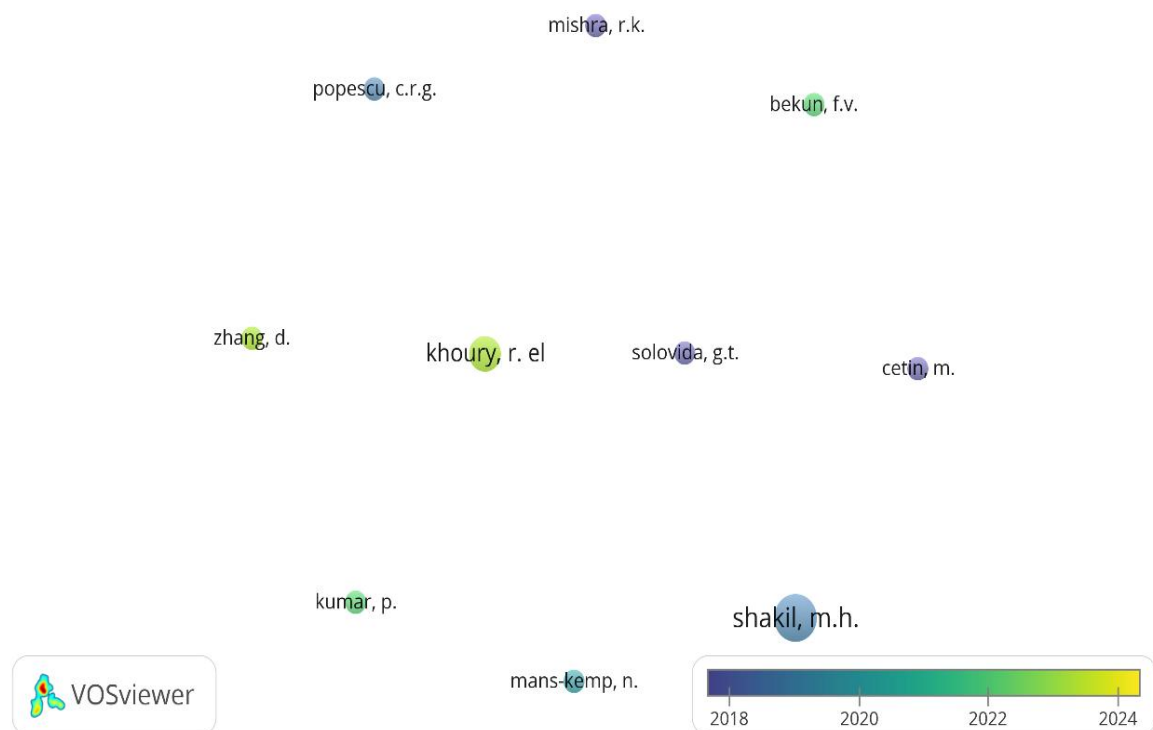 mishra, r.k.
popescu, c.r.g.
bekun, f.v.
zhang, d.
khoury, r. el
solovida, g.t.
cetin, m.
kumar, p.
shakil, m.h.
mans-kemp, n.
VOSviewer
2018 2020 2022 2024